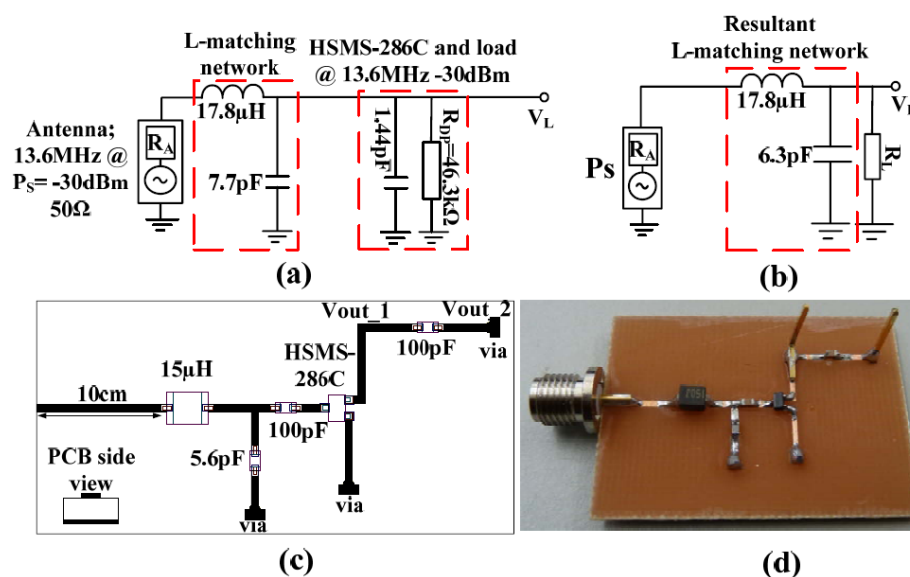 L-matching
network
17.8µH
HSMS-286C and load
@ 13.6MHz -30dBm
Antenna;
13.6MHz @
PS= -30dBm
50Ω
RA
7.7pF
1.44pF
RDP=46.3kΩ
VL
(a)
Resultant
L-matching network
17.8µH
VL
Ps
RA
6.3pF
RL
(b)
Vout_1
Vout_2
100pF
via
HSMS-
286C
15µH
10cm
100pF
5.6pF
PCB side
view
via
via
(c)
(d)